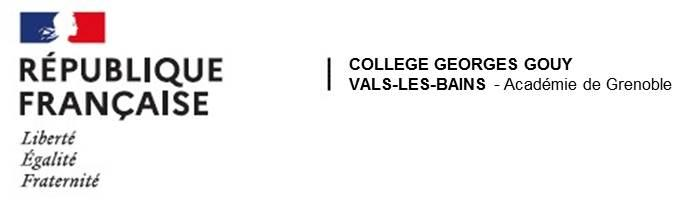 RÉPUBLIQUE
FRANÇAISE
Liberté
Égalité
Fraternité
COLLEGE GEORGES GOUY
VALS-LES-BAINS - Académie de Grenoble